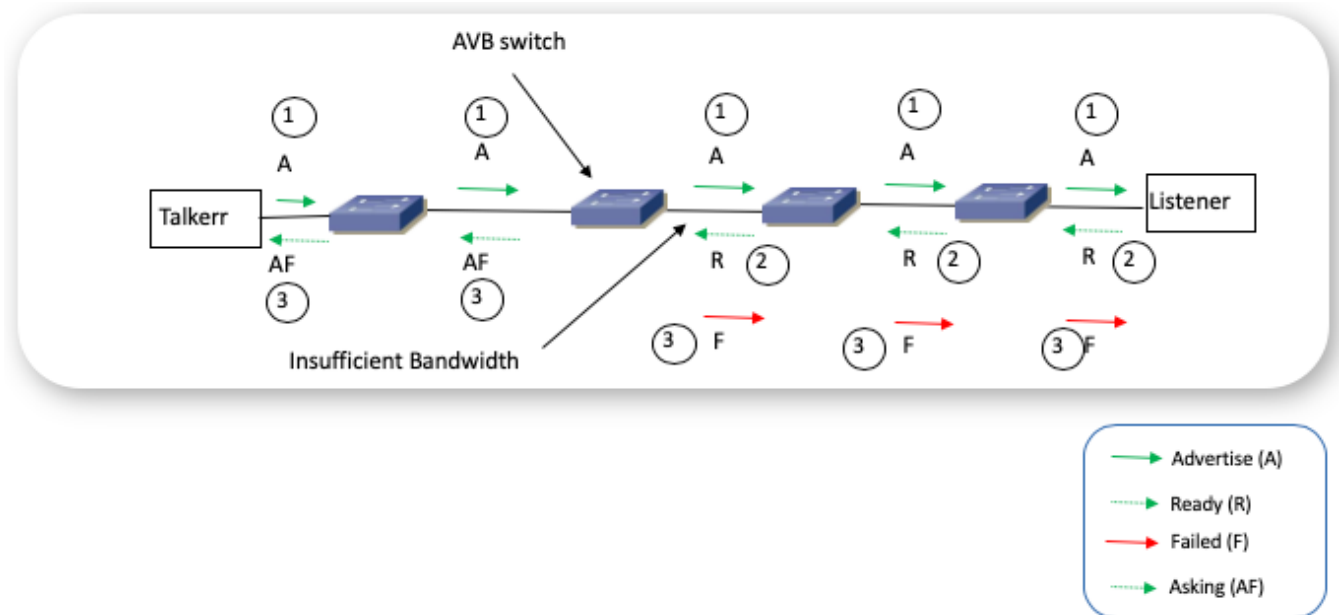 AVB switch
1
1
1
1
1
A
A
A
A
A
Talkerr
Listener
AF
AF
R
2
R
2
R
2
3
3
3
F
3
F
3
F
Insufficient Bandwidth
Advertise (A)
Ready (R)
Failed (F)
Asking (AF)